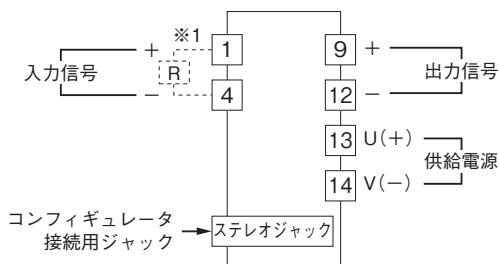 ※1
入力信号
+
R
−
1
4
9 +
12 −
出力信号
13 U(+)
14 V(−)
供給電源
コンフィギュレータ
接続用ジャック
ステレオジャック